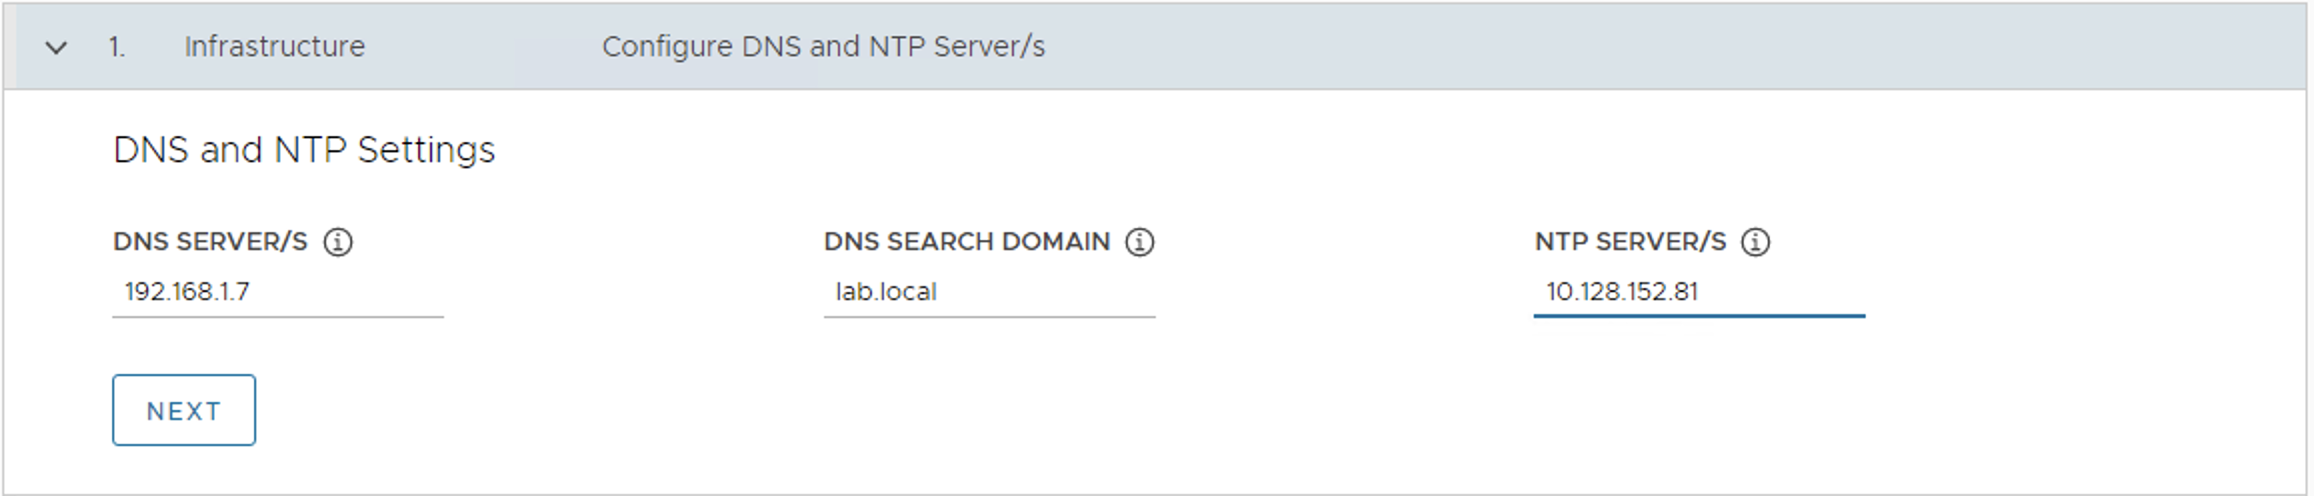 1. Infrastructure Configure DNS and NTP Server/s
DNS and NTP Settings
DNS SERVER/S DNS SEARCH DOMAIN NTP SERVER/S
192.168.1.7 lab.local 10.128.152.81
NEXT